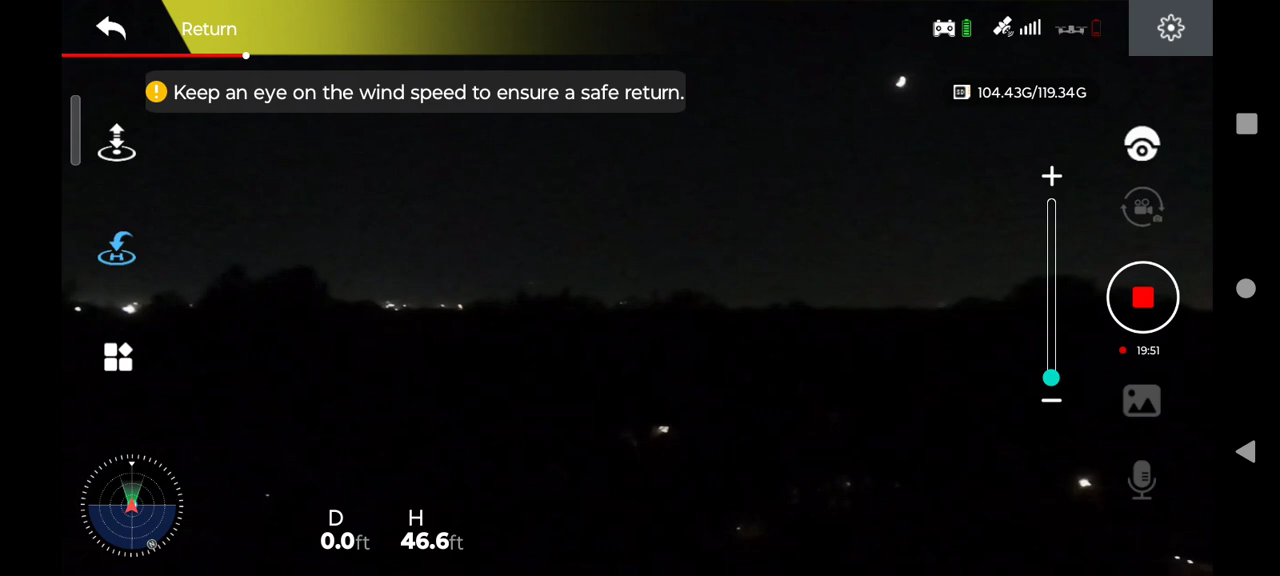 Return
Keep an eye on the wind speed to ensure a safe return.
SD 104.43G/119.34G
19:51
D H
0.0ft 46.6ft
H
N